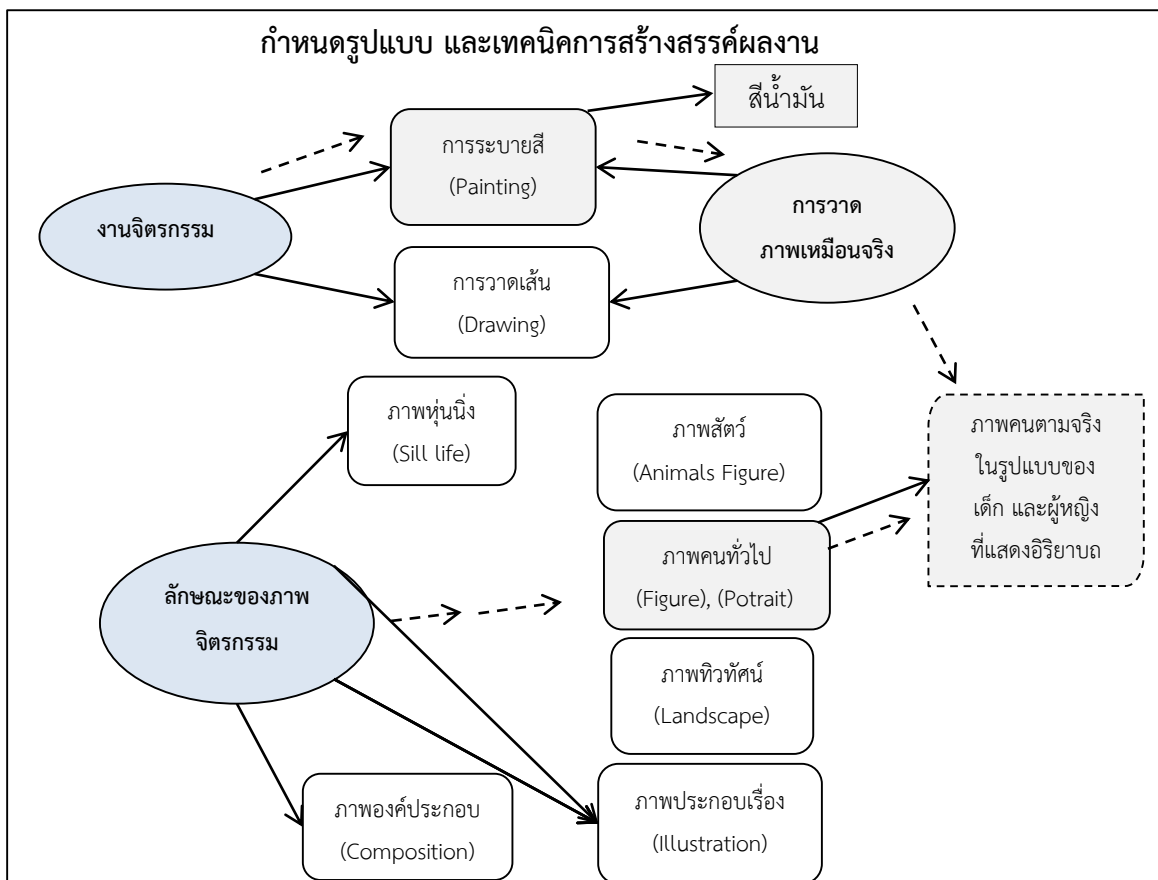 กำหนดรูปแบบ และเทคนิคการสร้างสรรค์ผลงาน
สีน้ำมัน
การระบายสี
(Painting)
งานจิตรกรรม
การวาด
ภาพเหมือนจริง
การวาดเส้น
(Drawing)
ภาพหุ่นนิ่ง
(Sill life)
ภาพสัตว์
(Animals Figure)
ภาพคนตามจริง
ในรูปแบบของ
เด็ก และผู้หญิง
ที่แสดงอิริยาบถ
ภาพคนทั่วไป
(Figure), (Potrait)
ลักษณะของภาพ
จิตรกรรม
ภาพทิวทัศน์
(Landscape)
ภาพองค์ประกอบ
(Composition)
ภาพประกอบเรื่อง
(Illustration)